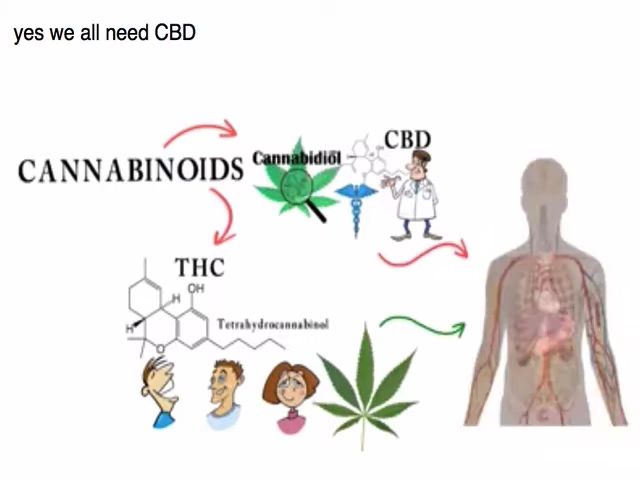 yes we all need CBD
CANNABINOIDS
Cannabidiol
CBD
THC
OH
H
H
O
Tetrahydrocannabinol